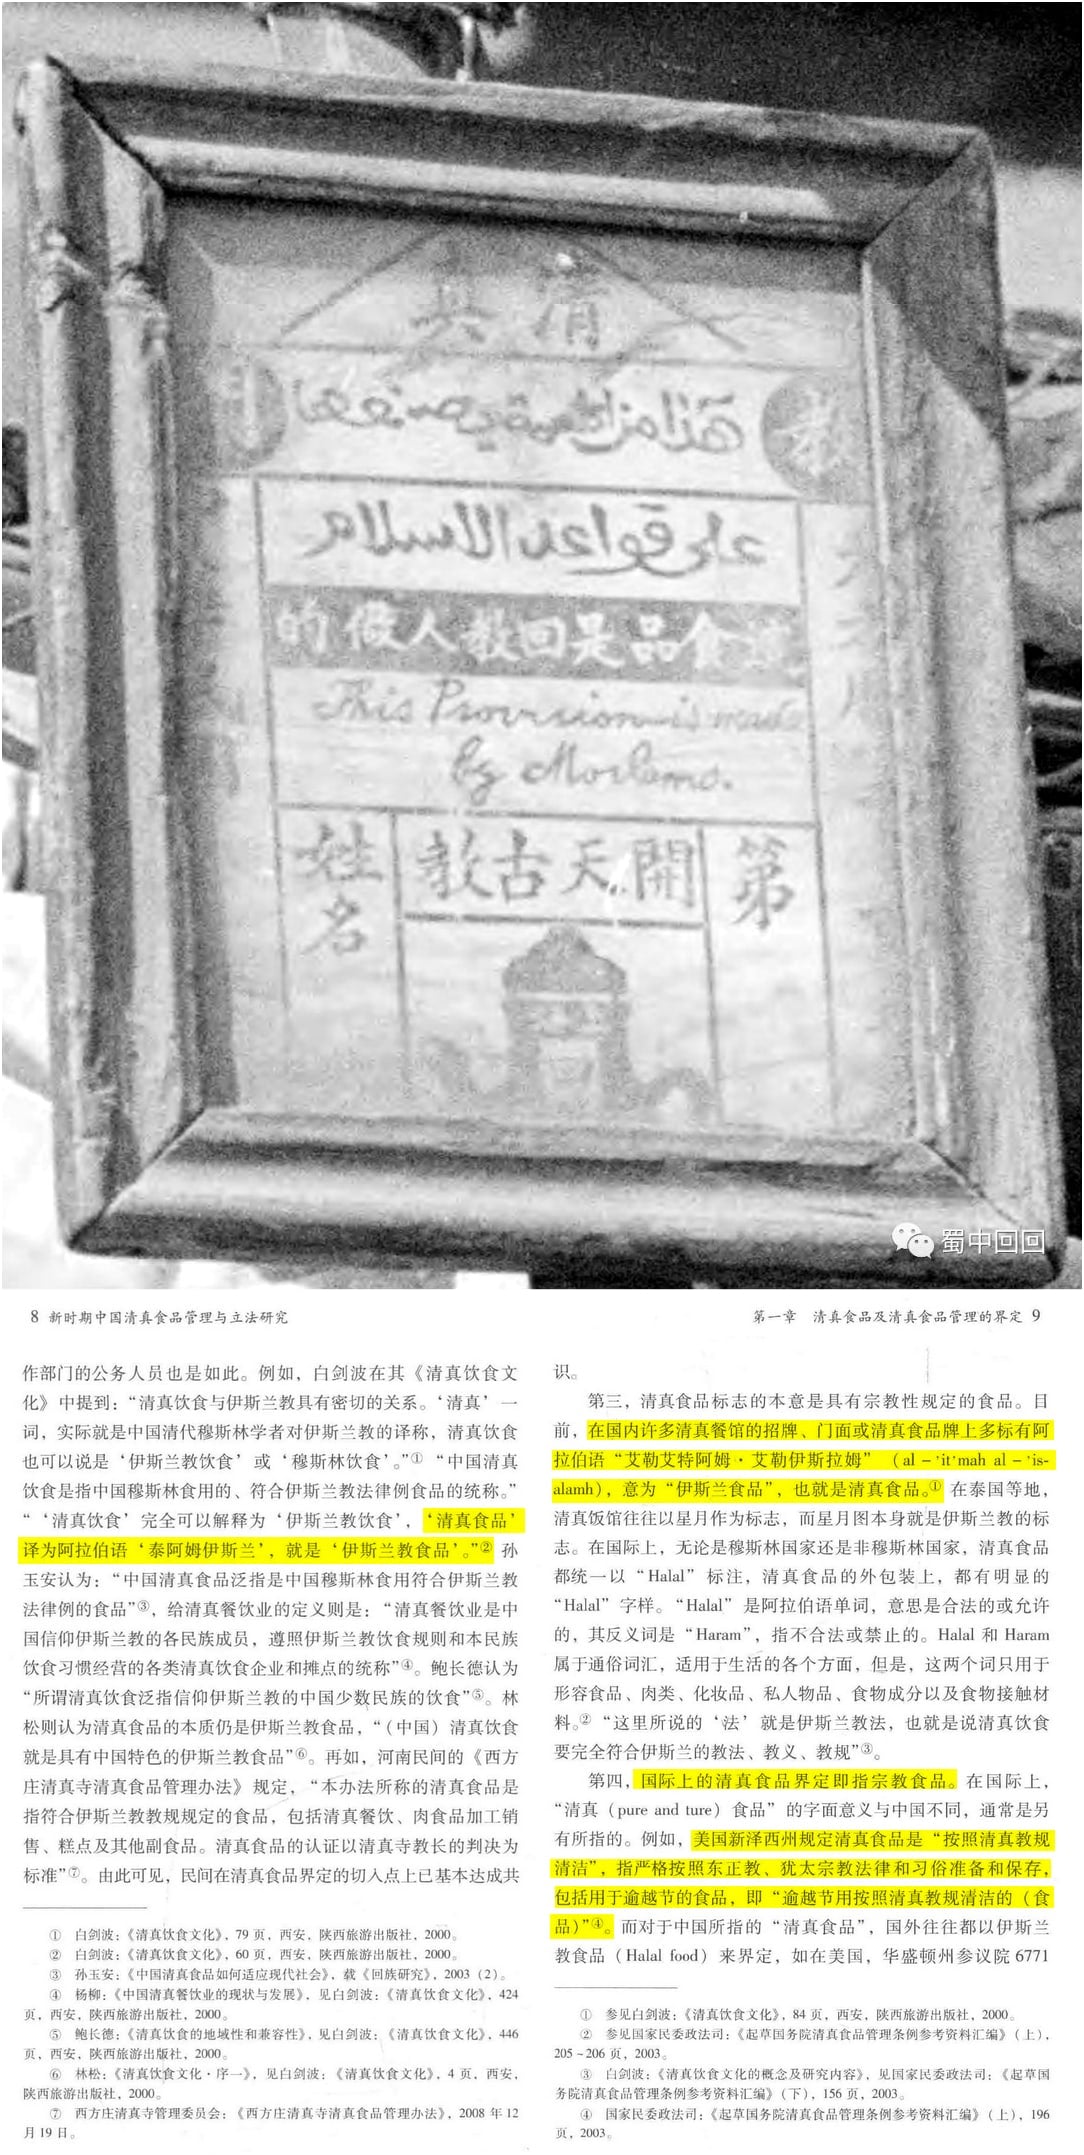 清真
教
على قواعد الاسلام
這食品是回教人做的
This Provision is made
by Moslems.
第
開天古教
姓名
蜀中回回
8 新时期中国清真食品管理与立法研究
作部门的公务人员也是如此。例如，白剑波在其《清真饮食文
化》中提到：“清真饮食与伊斯兰教具有密切的关系。‘清真’一
词，实际就是中国清代穆斯林学者对伊斯兰教的译称，清真饮食
也可以说是‘伊斯兰教饮食’或‘穆斯林饮食’。”① “中国清真
饮食是指中国穆斯林食用的、符合伊斯兰教法律例食品的统称。”
“‘清真饮食’完全可以解释为‘伊斯兰教饮食’，‘清真食品’
译为阿拉伯语‘泰阿姆伊斯兰’，就是‘伊斯兰教食品’。”② 孙
玉安认为：“中国清真食品泛指是中国穆斯林食用符合伊斯兰教
法律例的食品”③，给清真餐饮业的定义则是：“清真餐饮业是中
国信仰伊斯兰教的各民族成员，遵照伊斯兰教饮食规则和本民族
饮食习惯经营的各类清真饮食企业和摊点的统称”④。鲍长德认为
“所谓清真饮食泛指信仰伊斯兰教的中国少数民族的饮食”⑤。林
松则认为清真食品的本质仍是伊斯兰教食品，“（中国）清真饮食
就是具有中国特色的伊斯兰教食品”⑥。再如，河南民间的《西方
庄清真寺清真食品管理办法》规定，“本办法所称的清真食品是
指符合伊斯兰教教规规定的食品，包括清真餐饮、肉食品加工销
售、糕点及其他副食品。清真食品的认证以清真寺教长的判决为
标准”⑦。由此可见，民间在清真食品界定的切入点上已基本达成共
① 白剑波：《清真饮食文化》，79 页，西安，陕西旅游出版社，2000。
② 白剑波：《清真饮食文化》，60 页，西安，陕西旅游出版社，2000。
③ 孙玉安：《中国清真食品如何适应现代社会》，载《回族研究》，2003（2）。
④ 杨柳：《中国清真餐饮业的现状与发展》，见白剑波：《清真饮食文化》，424
页，西安，陕西旅游出版社，2000。
⑤ 鲍长德：《清真饮食的地域性和兼容性》，见白剑波：《清真饮食文化》，446
页，西安，陕西旅游出版社，2000。
⑥ 林松：《清真饮食文化·序一》，见白剑波：《清真饮食文化》，4 页，西安，
陕西旅游出版社，2000。
⑦ 西方庄清真寺管理委员会：《西方庄清真寺清真食品管理办法》，2008 年 12
月 19 日。
第一章 清真食品及清真食品管理的界定 9
识。
第三，清真食品标志的本意是具有宗教性规定的食品。目
前，在国内许多清真餐馆的招牌、门面或清真食品牌上多标有阿
拉伯语“艾勒艾特阿姆·艾勒伊斯拉姆”（al－'it'mah al－'is-
alamh），意为“伊斯兰食品”，也就是清真食品。① 在泰国等地，
清真饭馆往往以星月作为标志，而星月图本身就是伊斯兰教的标
志。在国际上，无论是穆斯林国家还是非穆斯林国家，清真食品
都统一以“Halal”标注，清真食品的外包装上，都有明显的
“Halal”字样。“Halal”是阿拉伯语单词，意思是合法的或允许
的，其反义词是“Haram”，指不合法或禁止的。Halal 和 Haram
属于通俗词汇，适用于生活的各个方面，但是，这两个词只用于
形容食品、肉类、化妆品、私人物品、食物成分以及食物接触材
料。② “这里所说的‘法’就是伊斯兰教法，也就是说清真饮食
要完全符合伊斯兰的教法、教义、教规”③。
第四，国际上的清真食品界定即指宗教食品。在国际上，
“清真（pure and ture）食品”的字面意义与中国不同，通常是另
有所指的。例如，美国新泽西州规定清真食品是“按照清真教规
清洁”，指严格按照东正教、犹太宗教法律和习俗准备和保存，
包括用于逾越节的食品，即“逾越节用按照清真教规清洁的（食
品）”④。而对于中国所指的“清真食品”，国外往往都以伊斯兰
教食品（Halal food）来界定，如在美国，华盛顿州参议院 6771
① 参见白剑波：《清真饮食文化》，84 页，西安，陕西旅游出版社，2000。
② 参见国家民委政法司：《起草国务院清真食品管理条例参考资料汇编》（上），
205～206 页，2003。
③ 白剑波：《清真饮食文化的概念及研究内容》，见国家民委政法司：《起草国
务院清真食品管理条例参考资料汇编》（下），156 页，2003。
④ 国家民委政法司：《起草国务院清真食品管理条例参考资料汇编》（上），196
页，2003。